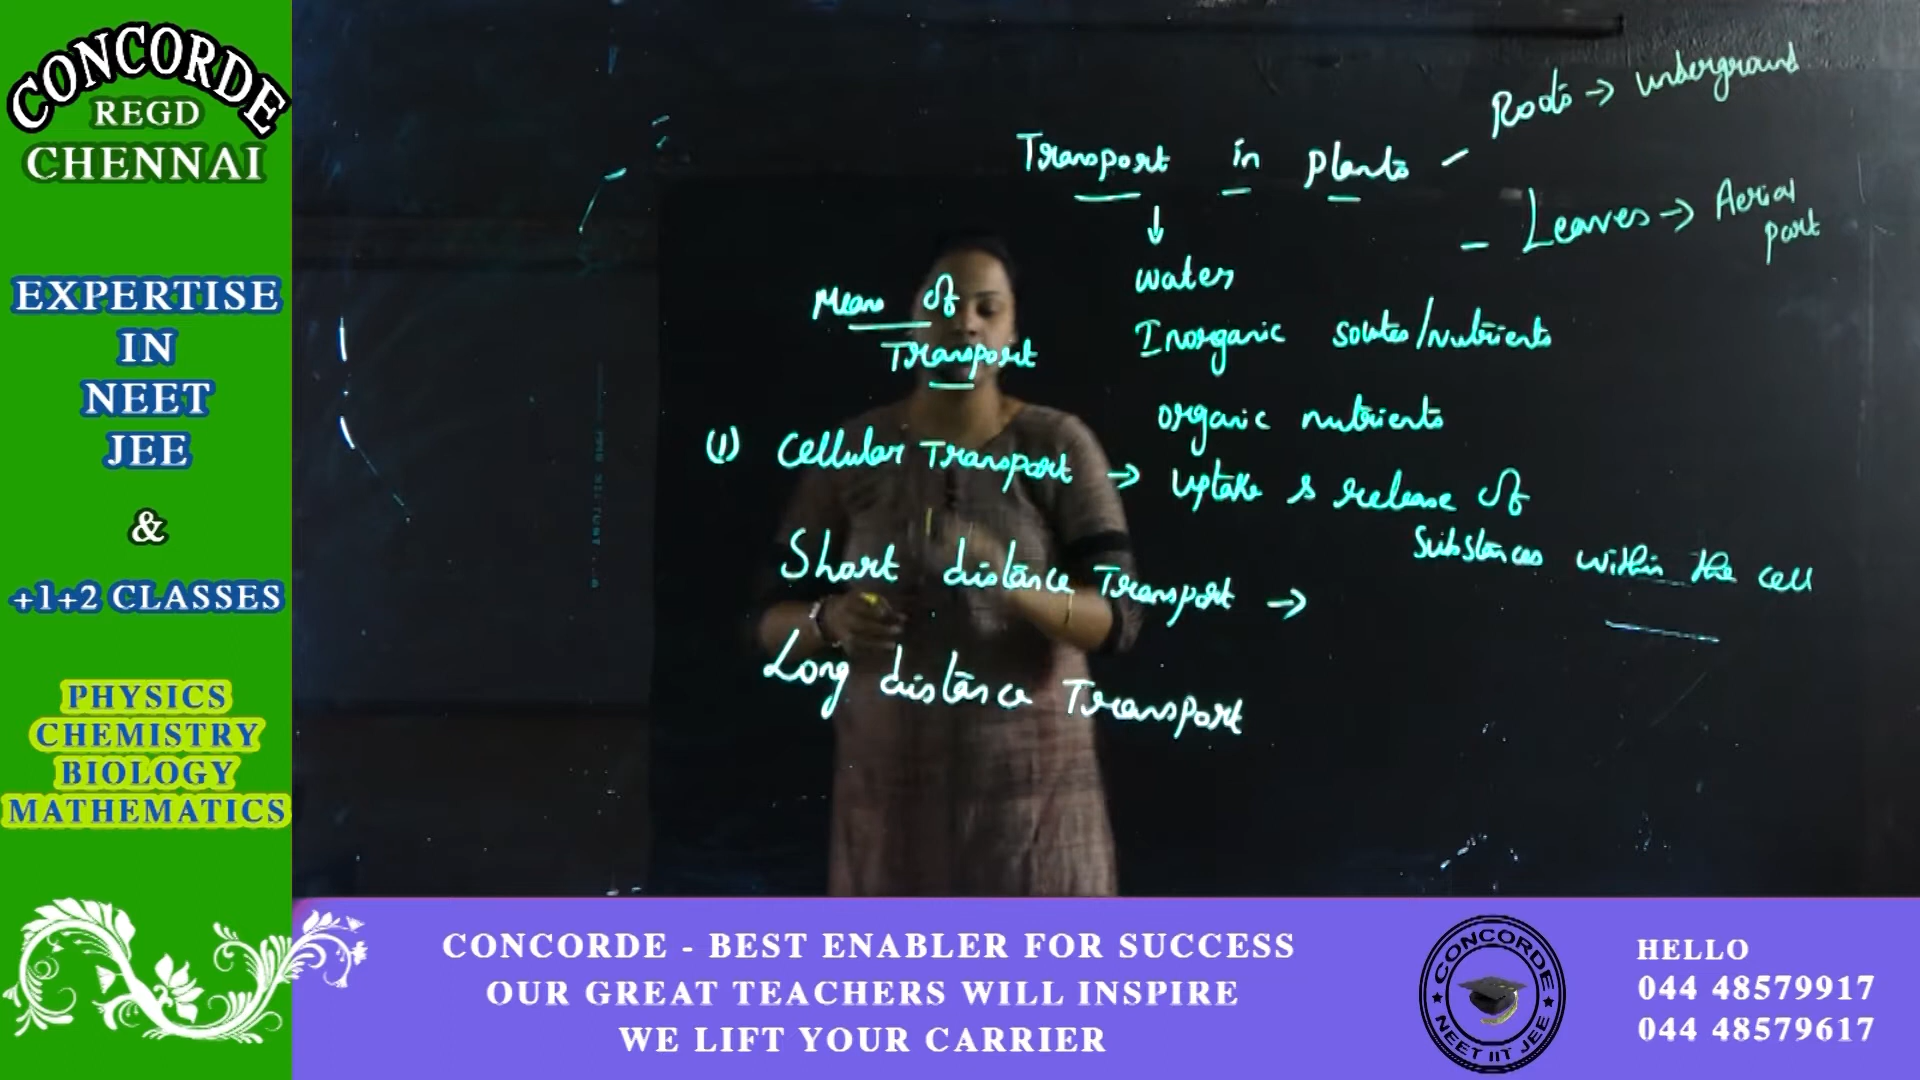 CONCORDE
REGD
CHENNAI
EXPERTISE
IN
NEET
JEE
&
+1+2 CLASSES
PHYSICS
CHEMISTRY
BIOLOGY
MATHEMATICS
Transport in plants - Roots → underground
- Leaves → Aerial
part
↓
water
Inorganic solutes/nutrients
organic nutrients
Means of
Transport
(1) Cellular Transport → Uptake & release of
Substances within the cell
Short distance Transport →
Long distance Transport
CONCORDE - BEST ENABLER FOR SUCCESS
OUR GREAT TEACHERS WILL INSPIRE
WE LIFT YOUR CARRIER
CONCORDE
NEET IIT JEE
HELLO
044 48579917
044 48579617